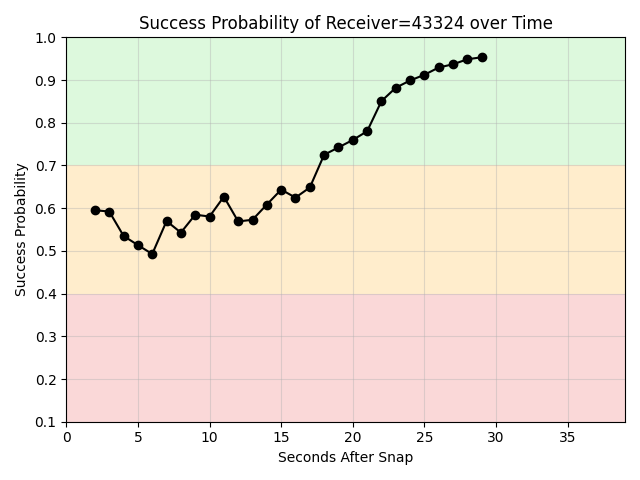 Success Probability of Receiver=43324 over Time
1.0
0.9
0.8
0.7
0.6
0.5
0.4
0.3
0.2
0.1
Success Probability
0 5 10 15 20 25 30 35
Seconds After Snap